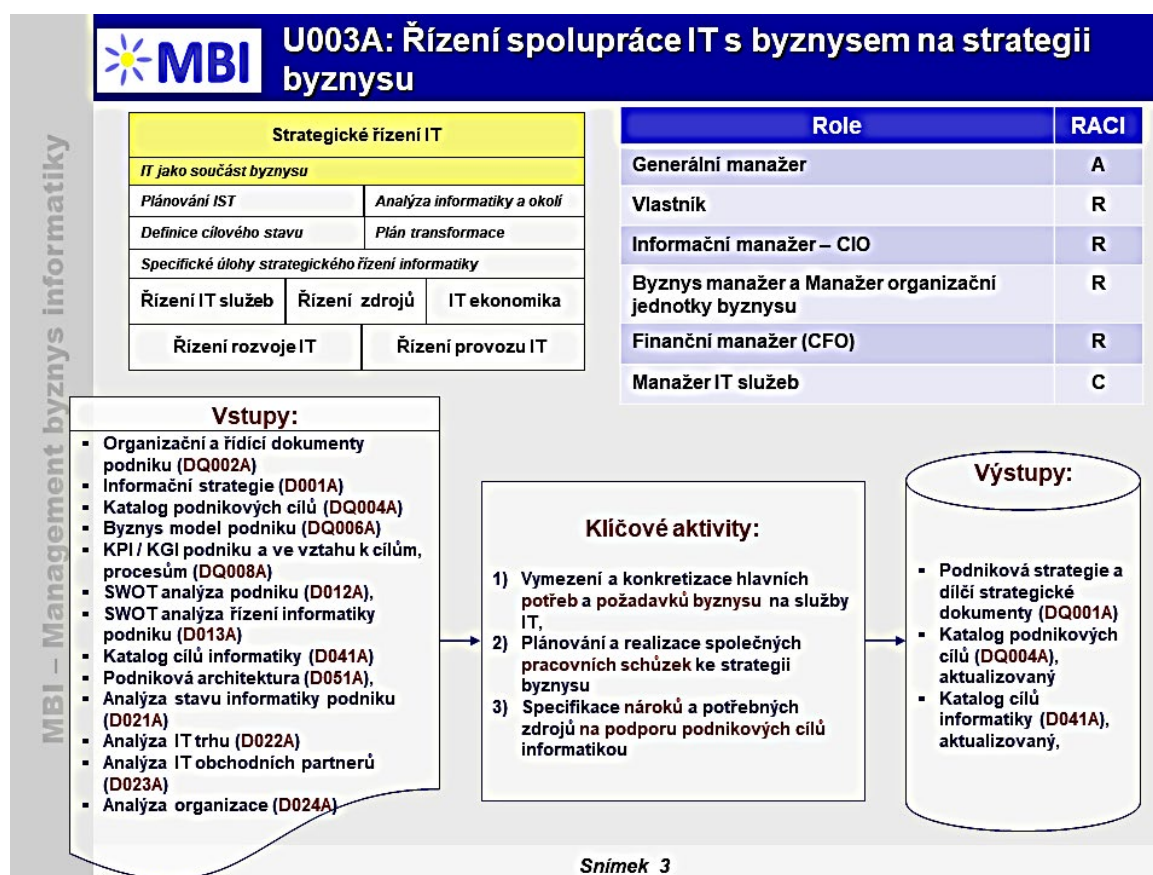 MBI
U003A: Řízení spolupráce IT s byznysem na strategii
byznysu
MBI – Management byznys informatiky
Strategické řízení IT
IT jako součást byznysu
Plánování IST
Analýza informatiky a okolí
Definice cílového stavu
Plán transformace
Specifické úlohy strategického řízení informatiky
Řízení IT služeb
Řízení zdrojů
IT ekonomika
Řízení rozvoje IT
Řízení provozu IT
Role RACI
Generální manažer A
Vlastník R
Informační manažer – CIO R
Byznys manažer a Manažer organizační R
jednotky byznysu
Finanční manažer (CFO) R
Manažer IT služeb C
Vstupy:
▪ Organizační a řídící dokumenty
podniku (DQ002A)
▪ Informační strategie (D001A)
▪ Katalog podnikových cílů (DQ004A)
▪ Byznys model podniku (DQ006A)
▪ KPI / KGI podniku a ve vztahu k cílům,
procesům (DQ008A)
▪ SWOT analýza podniku (D012A),
▪ SWOT analýza řízení informatiky
podniku (D013A)
▪ Katalog cílů informatiky (D041A)
▪ Podniková architektura (D051A),
▪ Analýza stavu informatiky podniku
(D021A)
▪ Analýza IT trhu (D022A)
▪ Analýza IT obchodních partnerů
(D023A)
▪ Analýza organizace (D024A)
Klíčové aktivity:
1) Vymezení a konkretizace hlavních
potřeb a požadavků byznysu na služby
IT,
2) Plánování a realizace společných
pracovních schůzek ke strategii
byznysu
3) Specifikace nároků a potřebných
zdrojů na podporu podnikových cílů
informatikou
Výstupy:
▪ Podniková strategie a
dílčí strategické
dokumenty (DQ001A)
▪ Katalog podnikových
cílů (DQ004A),
aktualizovaný
▪ Katalog cílů
informatiky (D041A),
aktualizovaný,
Snímek 3